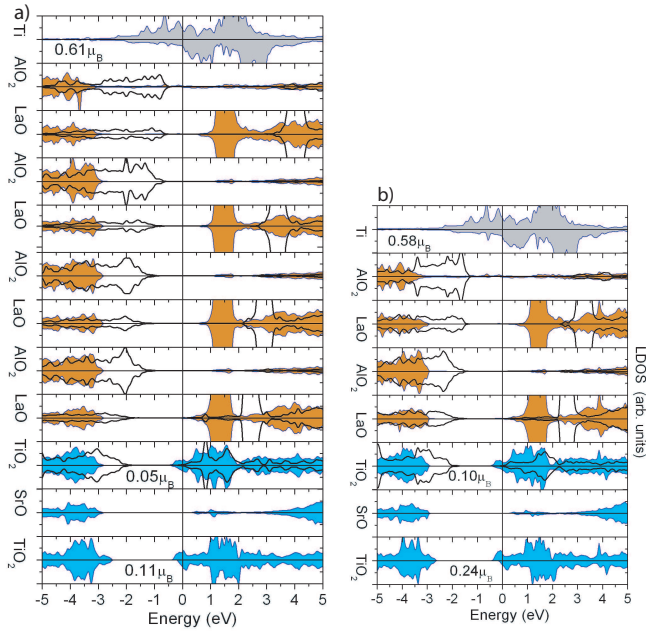 a)
Ti
0.61μB
AlO2
LaO
AlO2
LaO
AlO2
LaO
AlO2
LaO
TiO2
0.05μB
SrO
TiO2
0.11μB
-5 -4 -3 -2 -1 0 1 2 3 4 5
Energy (eV)
b)
Ti
0.58μB
AlO2
LaO
AlO2
LaO
TiO2
0.10μB
SrO
TiO2
0.24μB
-5 -4 -3 -2 -1 0 1 2 3 4 5
Energy (eV)
LDOS (arb. units)